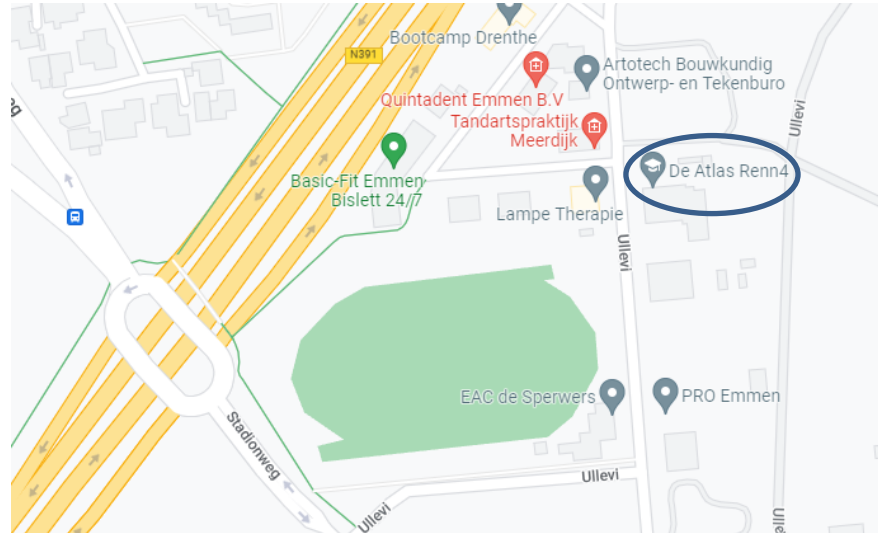 Bootcamp Drenthe
N391
Artotech Bouwkundig
Ontwerp- en Tekenburo
Quintadent Emmen B.V
Tandartspraktijk
Meerdijk
Ullevi
De Atlas Renn4
Basic-Fit Emmen
Bislett 24/7
Lampe Therapie
Ullevi
EAC de Sperwers
PRO Emmen
Stadionweg
Ullevi
Ullevi